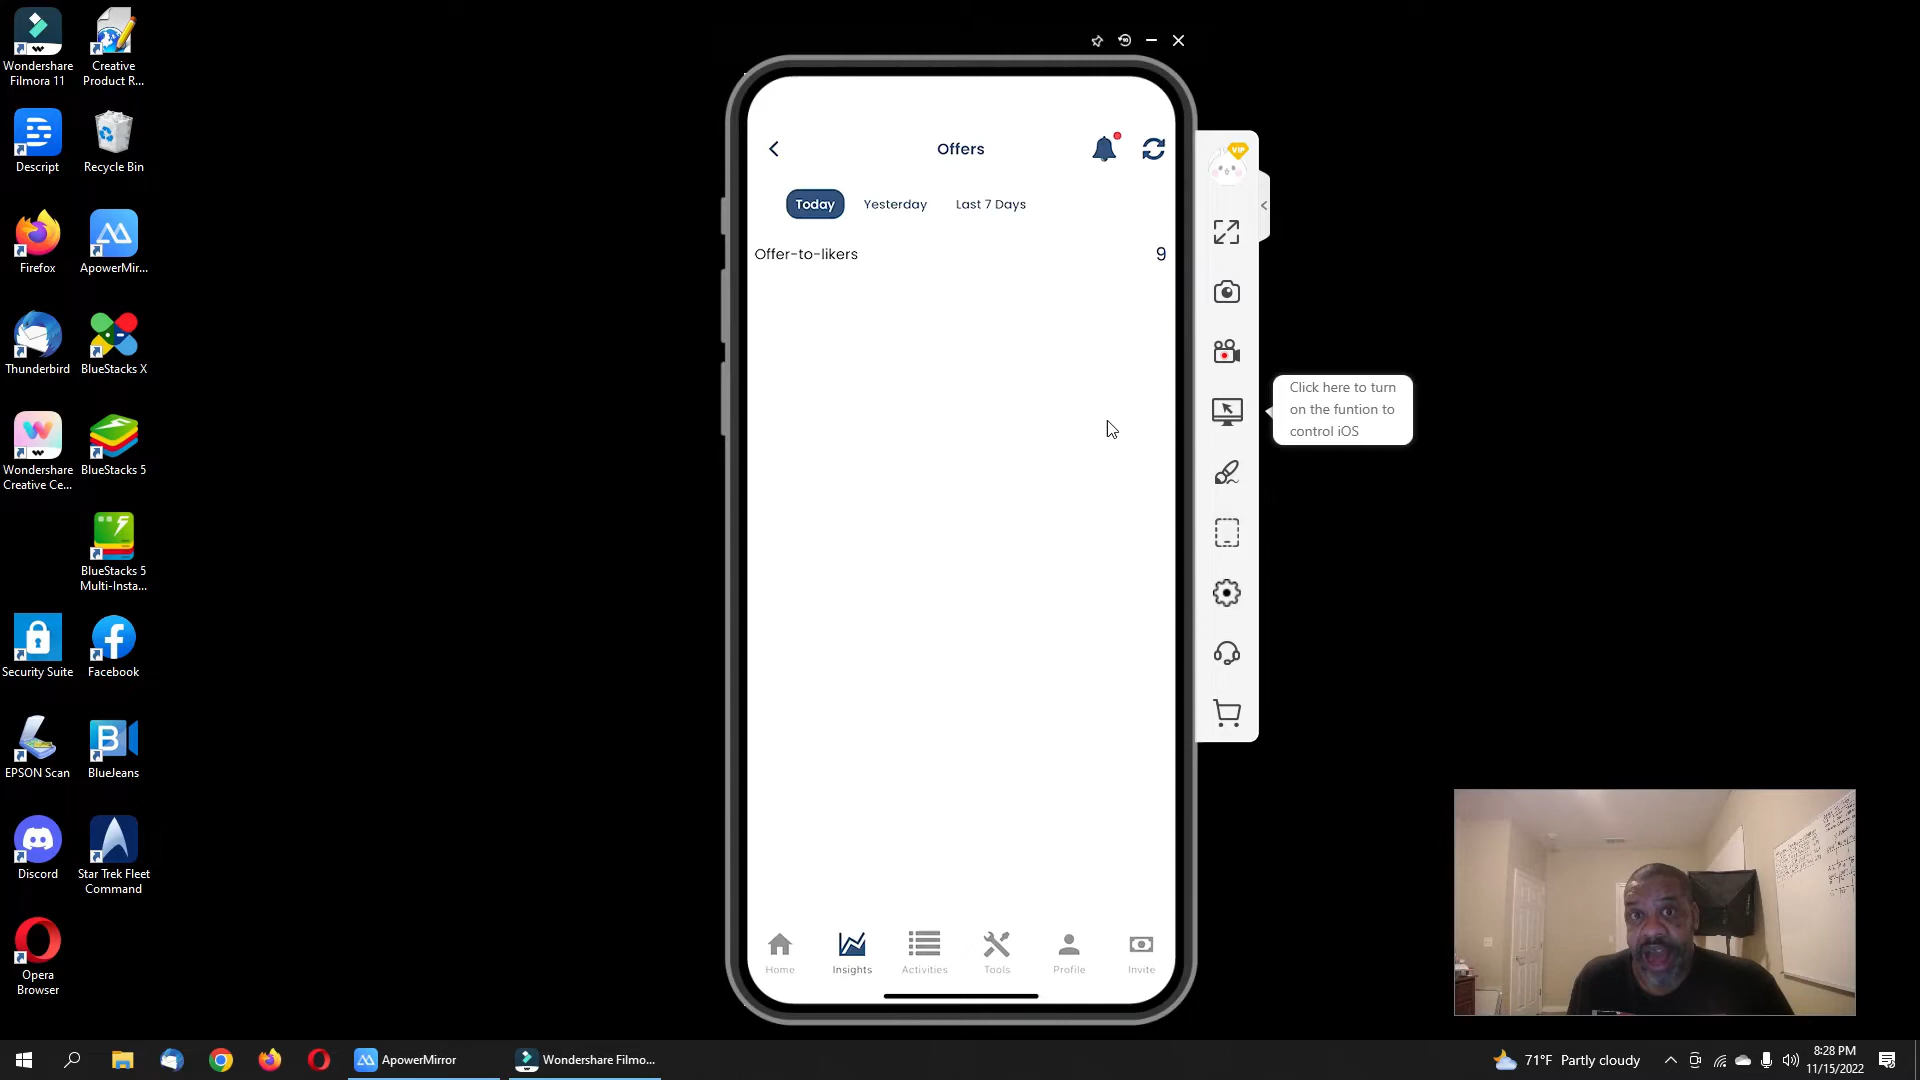 Wondershare
Filmora 11
Creative
Product R...
Descript
Recycle Bin
Firefox
ApowerMir...
Thunderbird
BlueStacks X
Wondershare
Creative Ce...
BlueStacks 5
BlueStacks 5
Multi-Insta...
Security Suite
Facebook
EPSON Scan
BlueJeans
Discord
Star Trek Fleet
Command
Opera
Browser
Offers
Today
Yesterday
Last 7 Days
Offer-to-likers
9
Home
Insights
Activities
Tools
Profile
Invite
VIP
Click here to turn
on the funtion to
control iOS
ApowerMirror
Wondershare Filmo...
71°F Partly cloudy
8:28 PM
11/15/2022